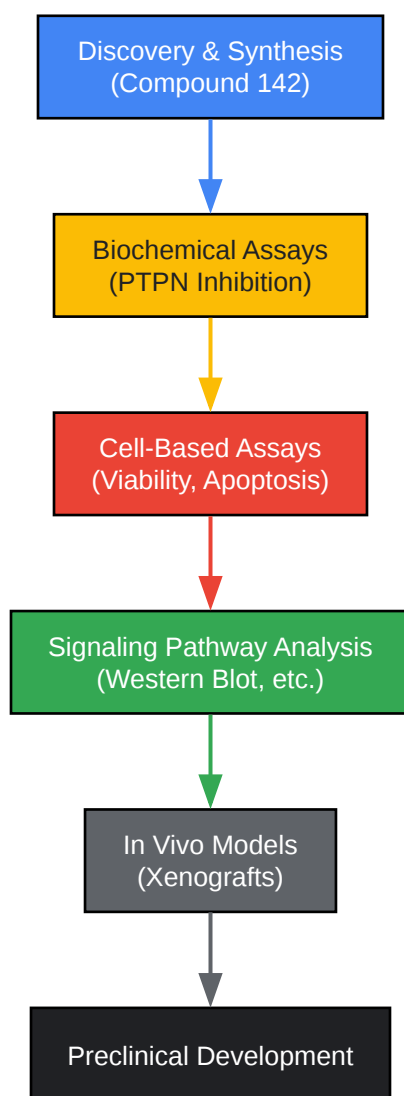 Discovery & Synthesis
(Compound 142)
Biochemical Assays
(PTPN Inhibition)
Cell-Based Assays
(Viability, Apoptosis)
Signaling Pathway Analysis
(Western Blot, etc.)
In Vivo Models
(Xenografts)
Preclinical Development